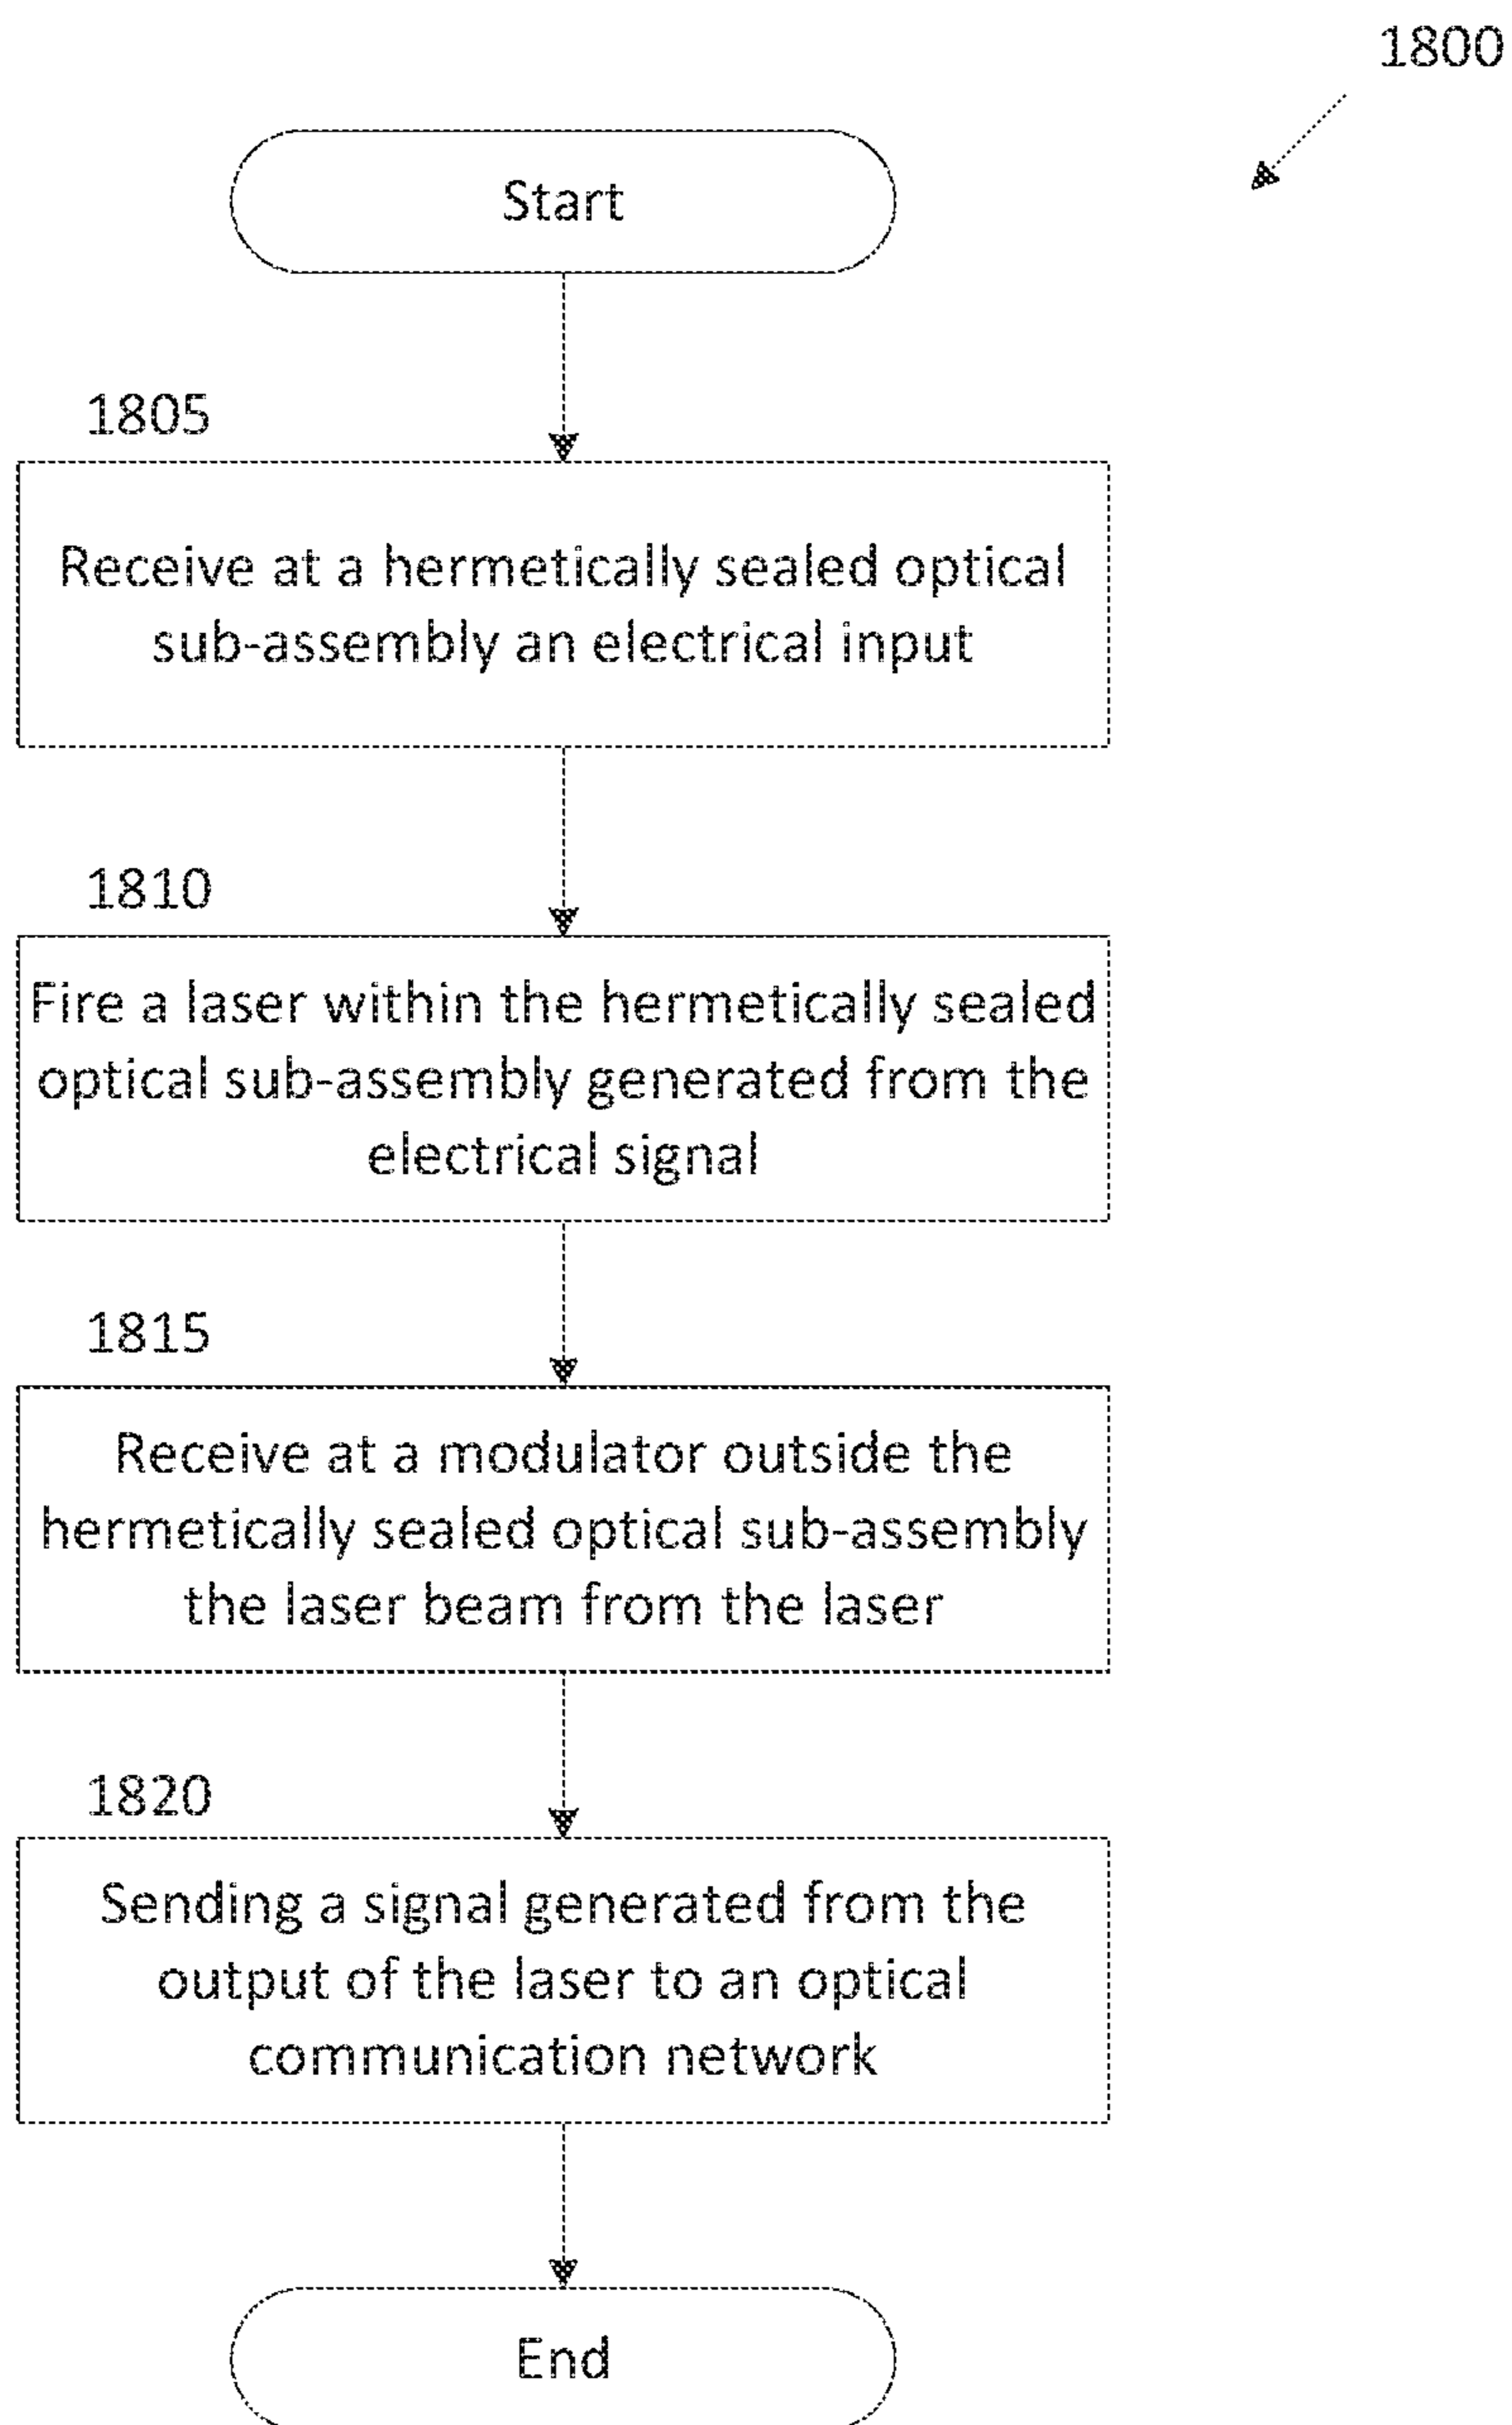 1800
Start
1805
Receive at a hermetically sealed optical
sub-assembly an electrical input
1810
Fire a laser within the hermetically sealed
optical sub-assembly generated from the
electrical signal
1815
Receive at a modulator outside the
hermetically sealed optical sub-assembly
the laser beam from the laser
1820
Sending a signal generated from the
output of the laser to an optical
communication network
End